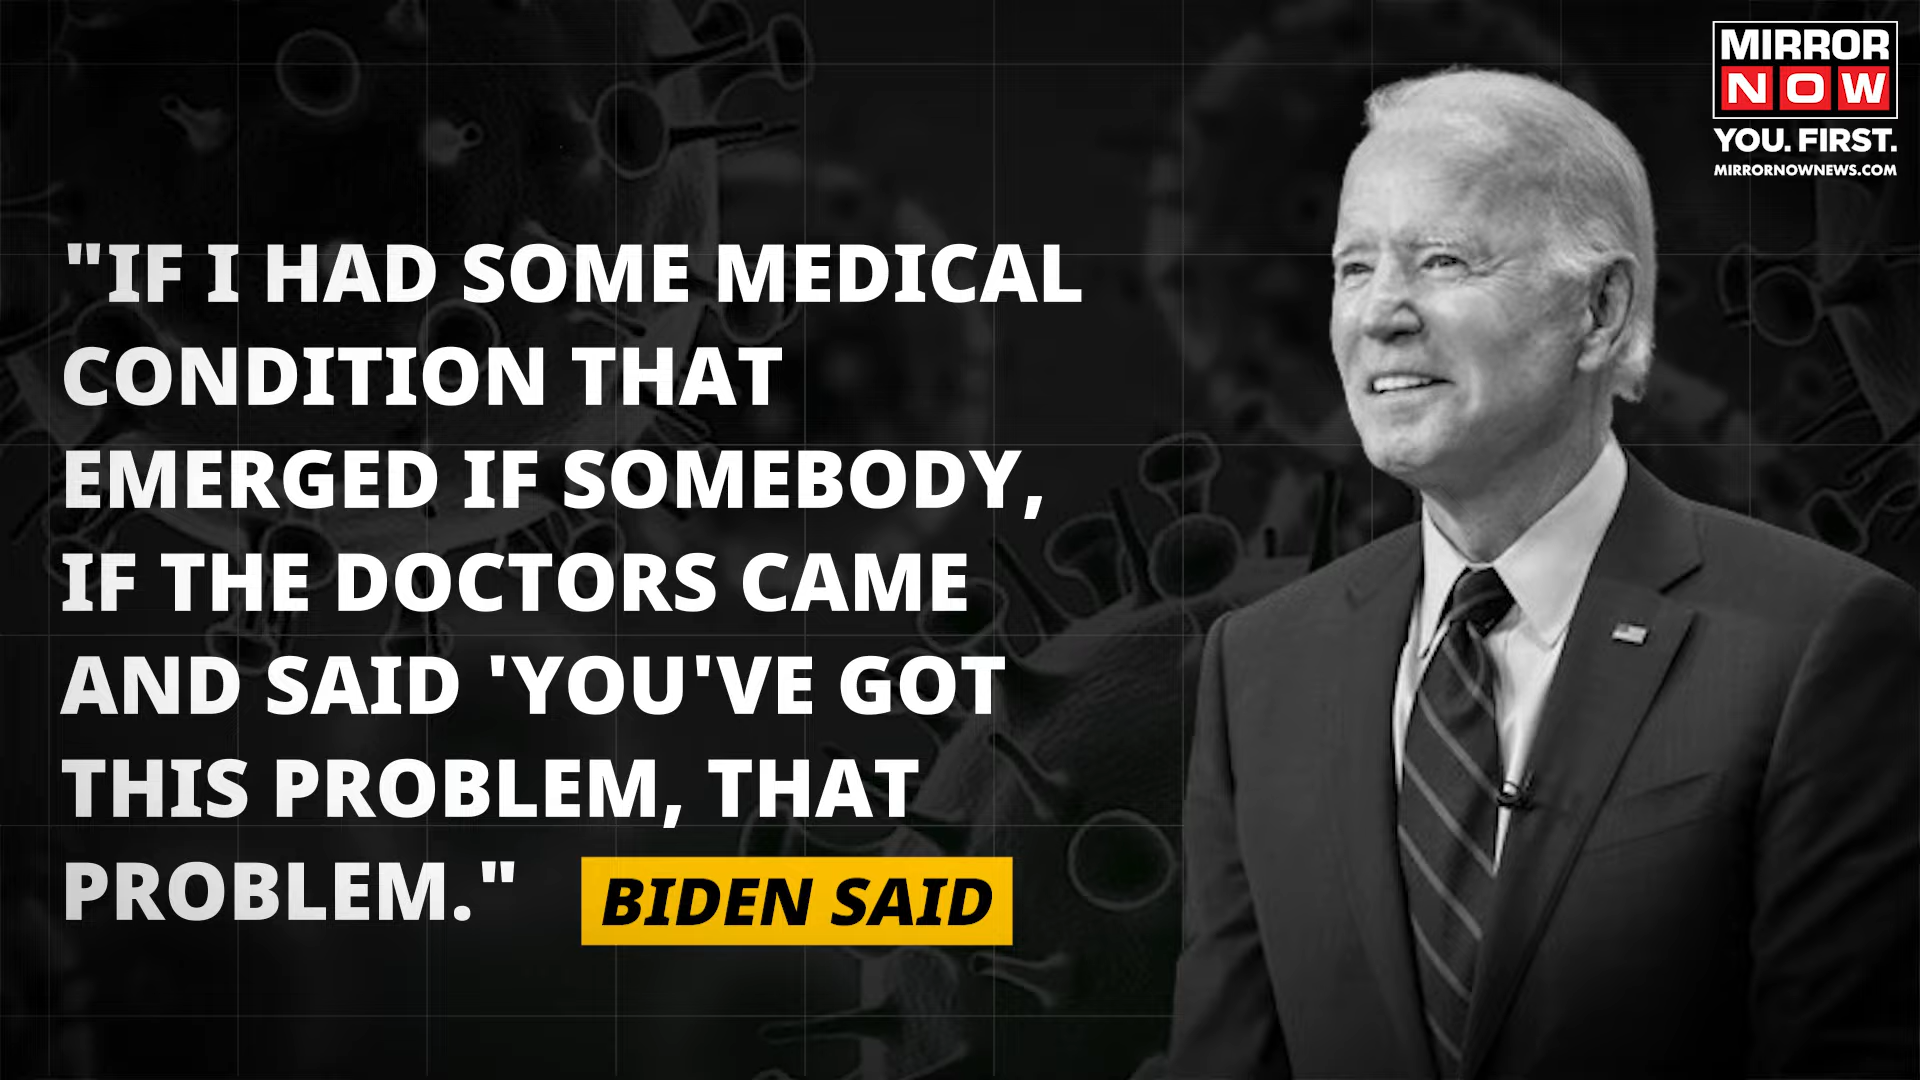 MIRROR
NOW
YOU. FIRST.
MIRRORNOWNEWS.COM
"IF I HAD SOME MEDICAL
CONDITION THAT
EMERGED IF SOMEBODY,
IF THE DOCTORS CAME
AND SAID 'YOU'VE GOT
THIS PROBLEM, THAT
PROBLEM."
BIDEN SAID